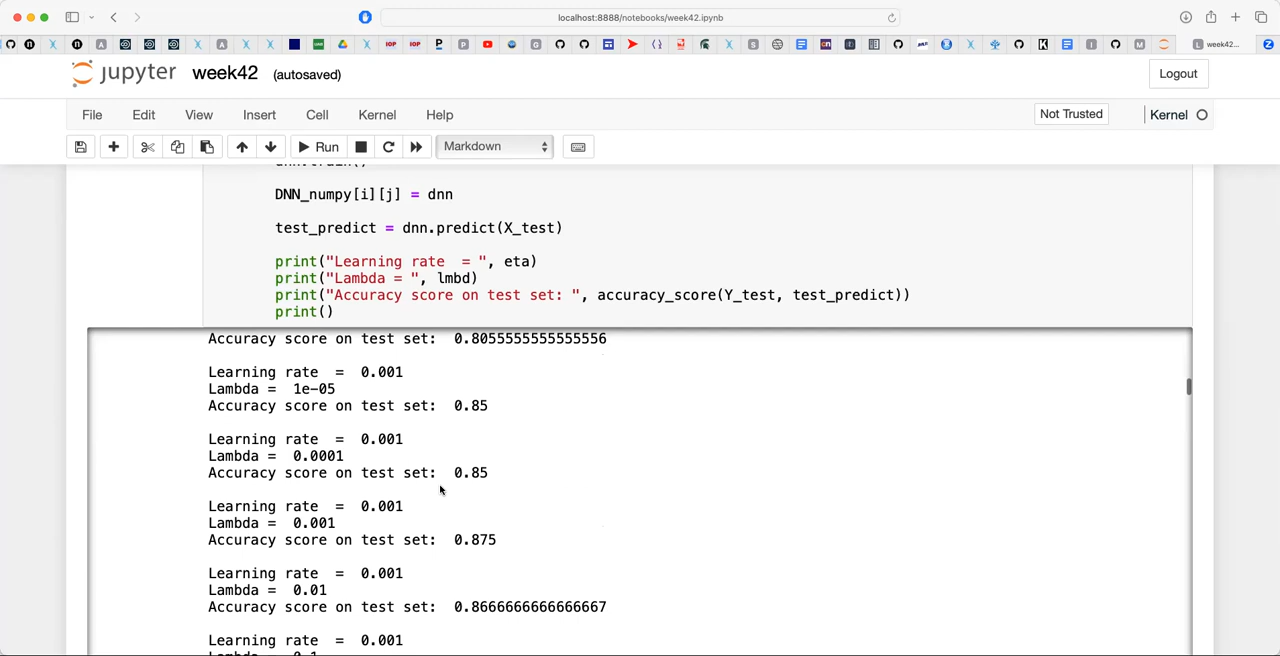 localhost:8888/notebooks/week42.ipynb
week42...
jupyter week42 (autosaved)
Logout
File Edit View Insert Cell Kernel Help
Not Trusted
Kernel
Run
Markdown
DNN_numpy[i][j] = dnn
test_predict = dnn.predict(X_test)
print("Learning rate  = ", eta)
print("Lambda = ", lmbd)
print("Accuracy score on test set: ", accuracy_score(Y_test, test_predict))
print()
Accuracy score on test set:  0.8055555555555556
Learning rate  =  0.001
Lambda =  1e-05
Accuracy score on test set:  0.85
Learning rate  =  0.001
Lambda =  0.0001
Accuracy score on test set:  0.85
Learning rate  =  0.001
Lambda =  0.001
Accuracy score on test set:  0.875
Learning rate  =  0.001
Lambda =  0.01
Accuracy score on test set:  0.8666666666666667
Learning rate  =  0.001